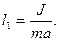 l₁ = J/ma.